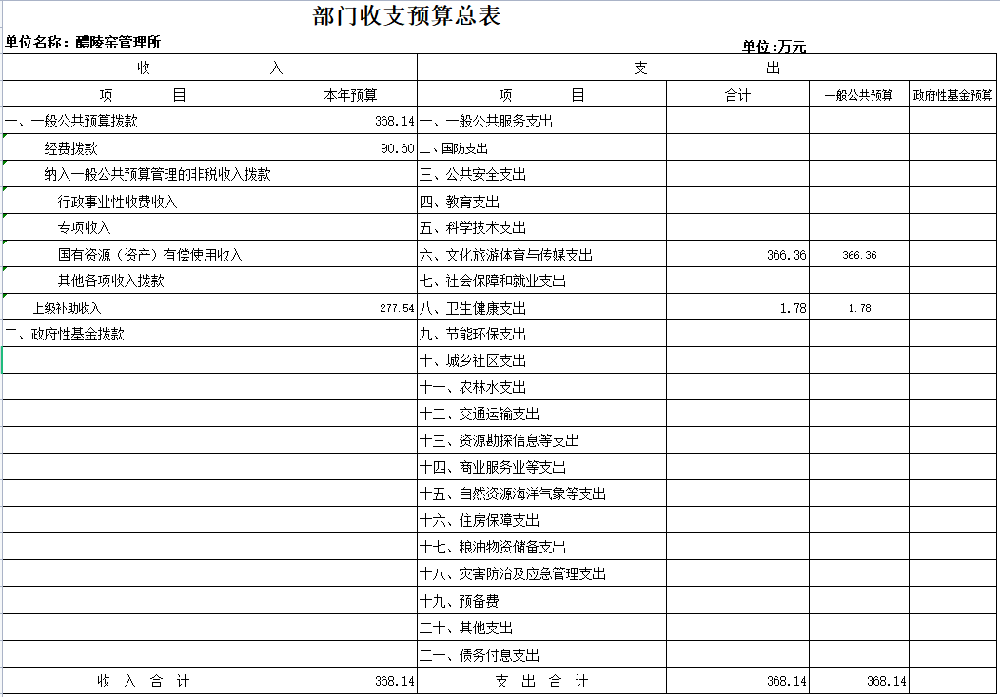 部门收支预算总表
单位名称：醴陵窑管理所 单位:万元
收 入 支 出
项 目 本年预算 项 目 合计 一般公共预算 政府性基金预算
一、一般公共预算拨款 368.14 一、一般公共服务支出
经费拨款 90.60 二、国防支出
纳入一般公共预算管理的非税收入拨款 三、公共安全支出
行政事业性收费收入 四、教育支出
专项收入 五、科学技术支出
国有资源（资产）有偿使用收入 六、文化旅游体育与传媒支出 366.36 366.36
其他各项收入拨款 七、社会保障和就业支出
上级补助收入 277.54 八、卫生健康支出 1.78 1.78
二、政府性基金拨款 九、节能环保支出
十、城乡社区支出
十一、农林水支出
十二、交通运输支出
十三、资源勘探信息等支出
十四、商业服务业等支出
十五、自然资源海洋气象等支出
十六、住房保障支出
十七、粮油物资储备支出
十八、灾害防治及应急管理支出
十九、预备费
二十、其他支出
二一、债务付息支出
收 入 合 计 368.14 支 出 合 计 368.14 368.14